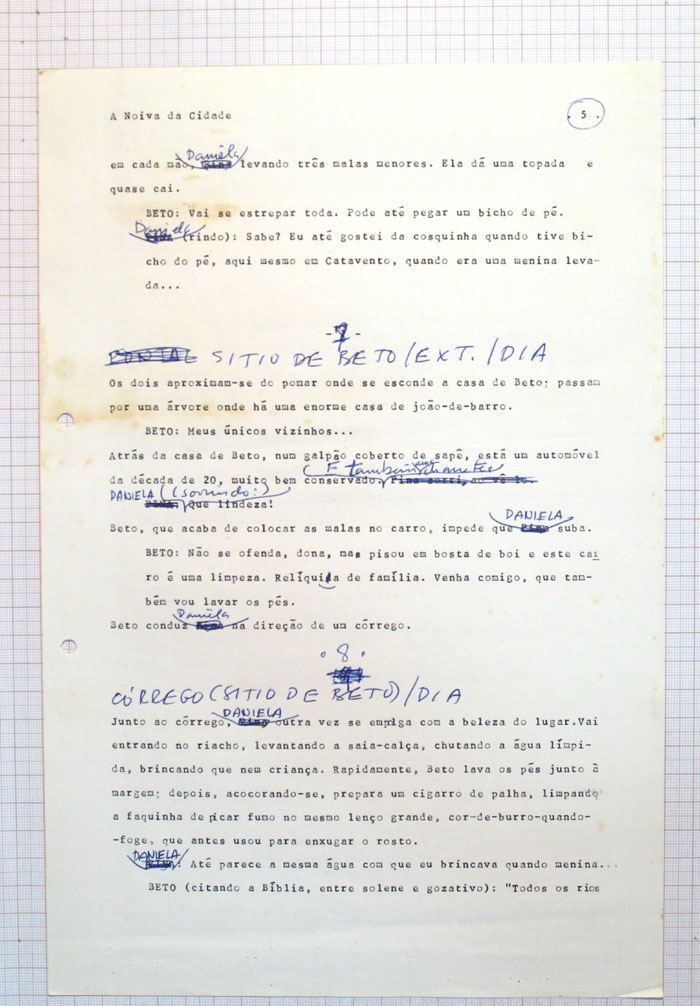 A Noiva da Cidade
. 5 .
em cada mão, Daniela levando três malas menores. Ela dá uma topada e
quase cai.
BETO: Vai se estrepar toda. Pode até pegar um bicho de pé.
Daniela (rindo): Sabe? Eu até gostei da cosquinha quando tive bi-
cho do pé, aqui mesmo em Catavento, quando era uma menina leva-
da...
SITIO DE BETO/EXT./DIA
Os dois aproximam-se do pomar onde se esconde a casa de Beto; passam
por uma árvore onde há uma enorme casa de joão-de-barro.
BETO: Meus únicos vizinhos...
Atrás da casa de Beto, num galpão coberto de sapê, está um automóvel
(E também
da década de 20, muito bem conservado. Pina sorri, ao vê-lo.
DANIELA (sorrindo:)
PINA: Que lindeza!
DANIELA
Beto, que acaba de colocar as malas no carro, impede que Pina suba.
BETO: Não se ofenda, dona, mas pisou em bosta de boi e este car
ro é uma limpeza. Relíquia de família. Venha comigo, que tam-
bém vou lavar os pés.
Beto conduz Daniela na direção de um córrego.
. 8 .
CÓRREGO (SITIO DE BETO)/DIA
Junto ao córrego, DANIELA outra vez se empolga com a beleza do lugar.Vai
entrando no riacho, levantando a saia-calça, chutando a água límpi-
da, brincando que nem criança. Rapidamente, Beto lava os pés junto à
margem; depois, acocorando-se, prepara um cigarro de palha, limpando
a faquinha de picar fumo no mesmo lenço grande, cor-de-burro-quando-
-foge, que antes usou para enxugar o rosto.
DANIELA: Até parece a mesma água com que eu brincava quando menina...
BETO (citando a Bíblia, entre solene e gozativo): "Todos os rios